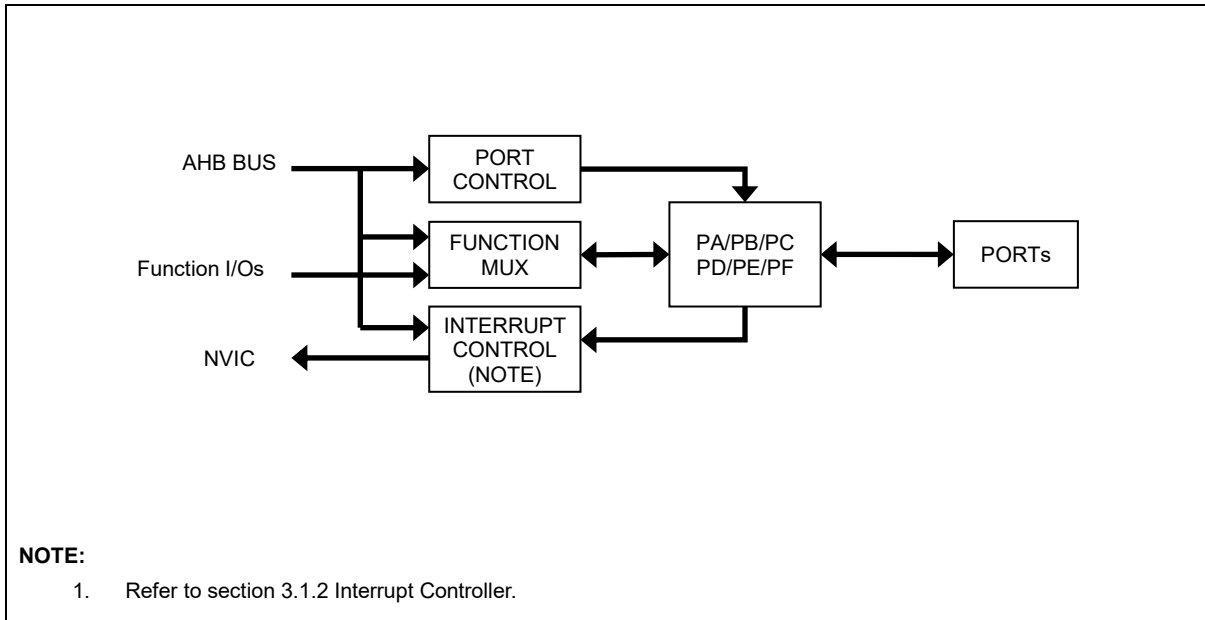 AHB BUS
PORT
CONTROL
Function I/Os
FUNCTION
MUX
PA/PB/PC
PD/PE/PF
PORTs
NVIC
INTERRUPT
CONTROL
(NOTE)
NOTE:
1. Refer to section 3.1.2 Interrupt Controller.